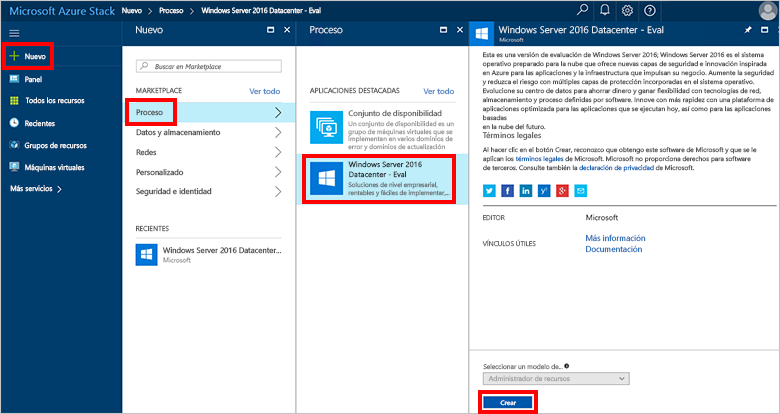 Microsoft Azure Stack
Nuevo > Proceso > Windows Server 2016 Datacenter - Eval
Nuevo
Panel
Todos los recursos
Recientes
Grupos de recursos
Máquinas virtuales
Más servicios >
Nuevo
Buscar en Marketplace
MARKETPLACE
Ver todo
Proceso
Datos y almacenamiento
Redes
Personalizado
Seguridad e identidad
RECIENTES
Windows Server 2016 Datacenter...
Microsoft
Proceso
APLICACIONES DESTACADAS
Ver todo
Conjunto de disponibilidad
Un conjunto de disponibilidad es un
grupo de máquinas virtuales que se
implementan en varios dominios de
error y dominios de actualización
Windows Server 2016
Datacenter - Eval
Soluciones de nivel empresarial,
rentables y fáciles de implementer,...
Windows Server 2016 Datacenter - Eval
Microsoft
Esta es una versión de evaluación de Windows Server 2016; Windows Server 2016 es el sistema
operativo preparado para la nube que ofrece nuevas capas de seguridad e innovación inspirada
en Azure para las aplicaciones y la infraestructura que impulsan su negocio. Aumente la seguridad
y reduzca el riesgo con múltiples capas de protección incorporadas en el sistema operativo.
Evolucione su centro de datos para ahorrar dinero y ganar flexibilidad con tecnologías de red,
almacenamiento y proceso definidas por software. Innove con más rapidez con una plataforma de
aplicaciones optimizada para las aplicaciones que se ejecutan hoy, así como para las aplicaciones
basadas
en la nube del futuro.
Términos legales
Al hacer clic en el botón Crear, reconozco que obtengo este software de Microsoft y que se le
aplican los términos legales de Microsoft. Microsoft no proporciona derechos para software
de terceros. Consulte también la declaración de privacidad de Microsoft.
EDITOR
Microsoft
VÍNCULOS ÚTILES
Más información
Documentación
Seleccionar un modelo de...
Administrador de recursos
Crear